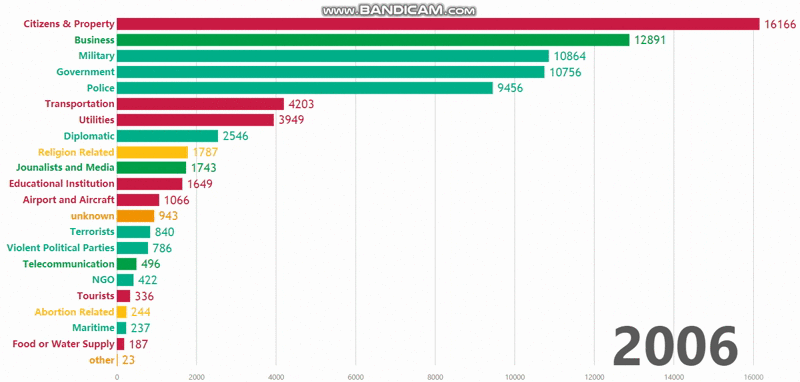 www.BANDICAM.com
Citizens & Property 16166
Business 12891
Military 10864
Government 10756
Police 9456
Transportation 4203
Utilities 3949
Diplomatic 2546
Religion Related 1787
Jounalists and Media 1743
Educational Institution 1649
Airport and Aircraft 1066
unknown 943
Terrorists 840
Violent Political Parties 786
Telecommunication 496
NGO 422
Tourists 336
Abortion Related 244
Maritime 237
Food or Water Supply 187
other 23
2006
0 2000 4000 6000 8000 10000 12000 14000 16000